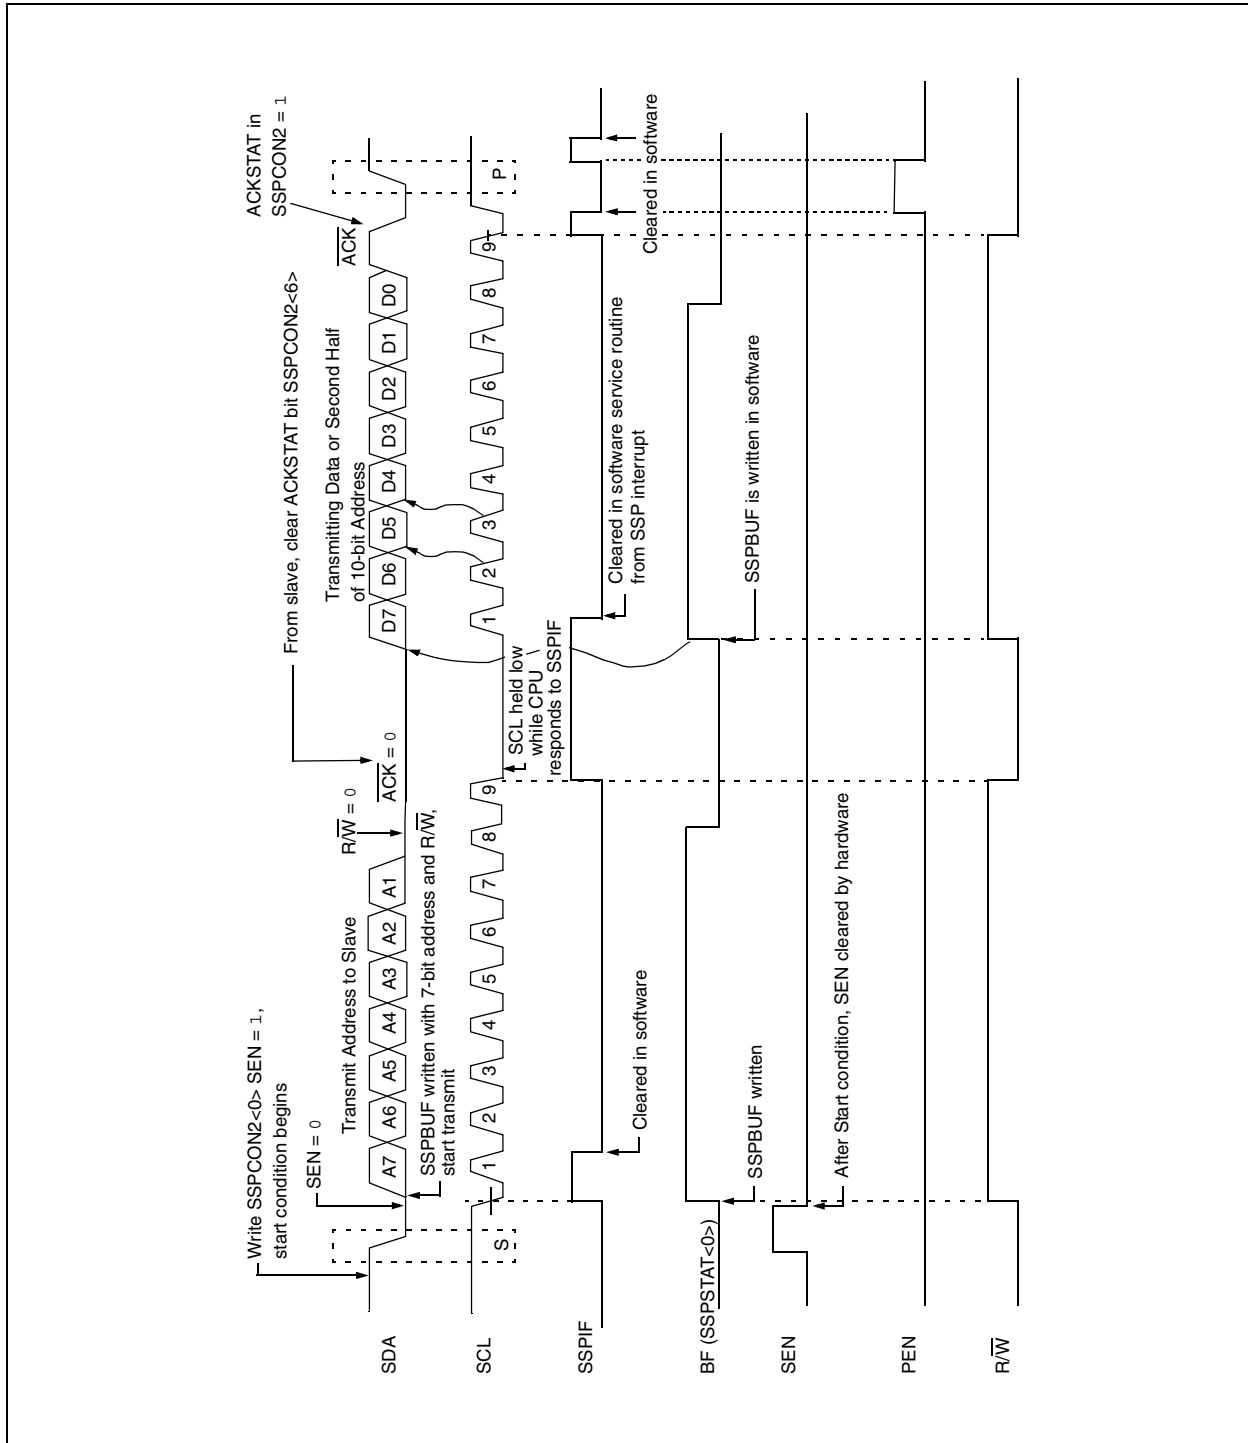 Write SSPCON2<0> SEN = 1,
start condition begins
From slave, clear ACKSTAT bit SSPCON2<6>
ACKSTAT in
SSPCON2 = 1
SEN = 0
Transmit Address to Slave
R/W = 0
ACK = 0
Transmitting Data or Second Half
of 10-bit Address
ACK
SDA
A7
A6
A5
A4
A3
A2
A1
D7
D6
D5
D4
D3
D2
D1
D0
SSPBUF written with 7-bit address and R/W,
start transmit
SCL
S
1
2
3
4
5
6
7
8
9
1
2
3
4
5
6
7
8
9
P
SCL held low
while CPU
responds to SSPIF
SSPIF
Cleared in software
Cleared in software service routine
from SSP interrupt
Cleared in software
BF (SSPSTAT<0>)
SSPBUF written
SSPBUF is written in software
SEN
After Start condition, SEN cleared by hardware
PEN
R/W